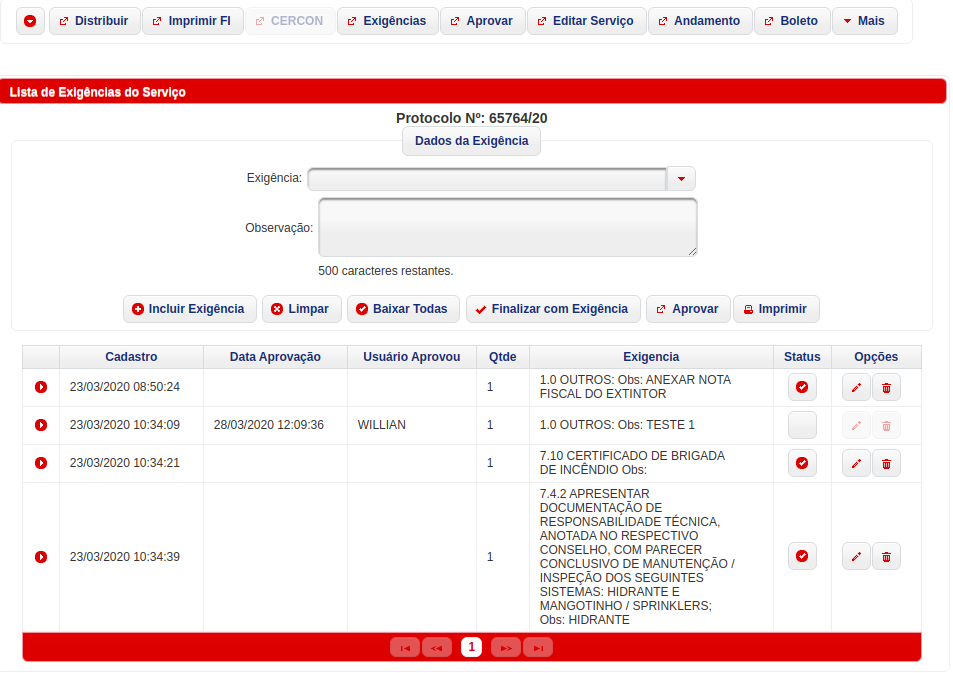 Distribuir Imprimir FI CERCON Exigências Aprovar Editar Serviço Andamento Boleto Mais
Lista de Exigências do Serviço
Protocolo Nº: 65764/20
Dados da Exigência
Exigência:
Observação:
500 caracteres restantes.
Incluir Exigência Limpar Baixar Todas Finalizar com Exigência Aprovar Imprimir
Cadastro Data Aprovação Usuário Aprovou Qtde Exigencia Status Opções
23/03/2020 08:50:24 1 1.0 OUTROS: Obs: ANEXAR NOTA
FISCAL DO EXTINTOR
23/03/2020 10:34:09 28/03/2020 12:09:36 WILLIAN 1 1.0 OUTROS: Obs: TESTE 1
23/03/2020 10:34:21 1 7.10 CERTIFICADO DE BRIGADA
DE INCÊNDIO Obs:
23/03/2020 10:34:39 1 7.4.2 APRESENTAR
DOCUMENTAÇÃO DE
RESPONSABILIDADE TÉCNICA,
ANOTADA NO RESPECTIVO
CONSELHO, COM PARECER
CONCLUSIVO DE MANUTENÇÃO /
INSPEÇÃO DOS SEGUINTES
SISTEMAS: HIDRANTE E
MANGOTINHO / SPRINKLERS;
Obs: HIDRANTE
1